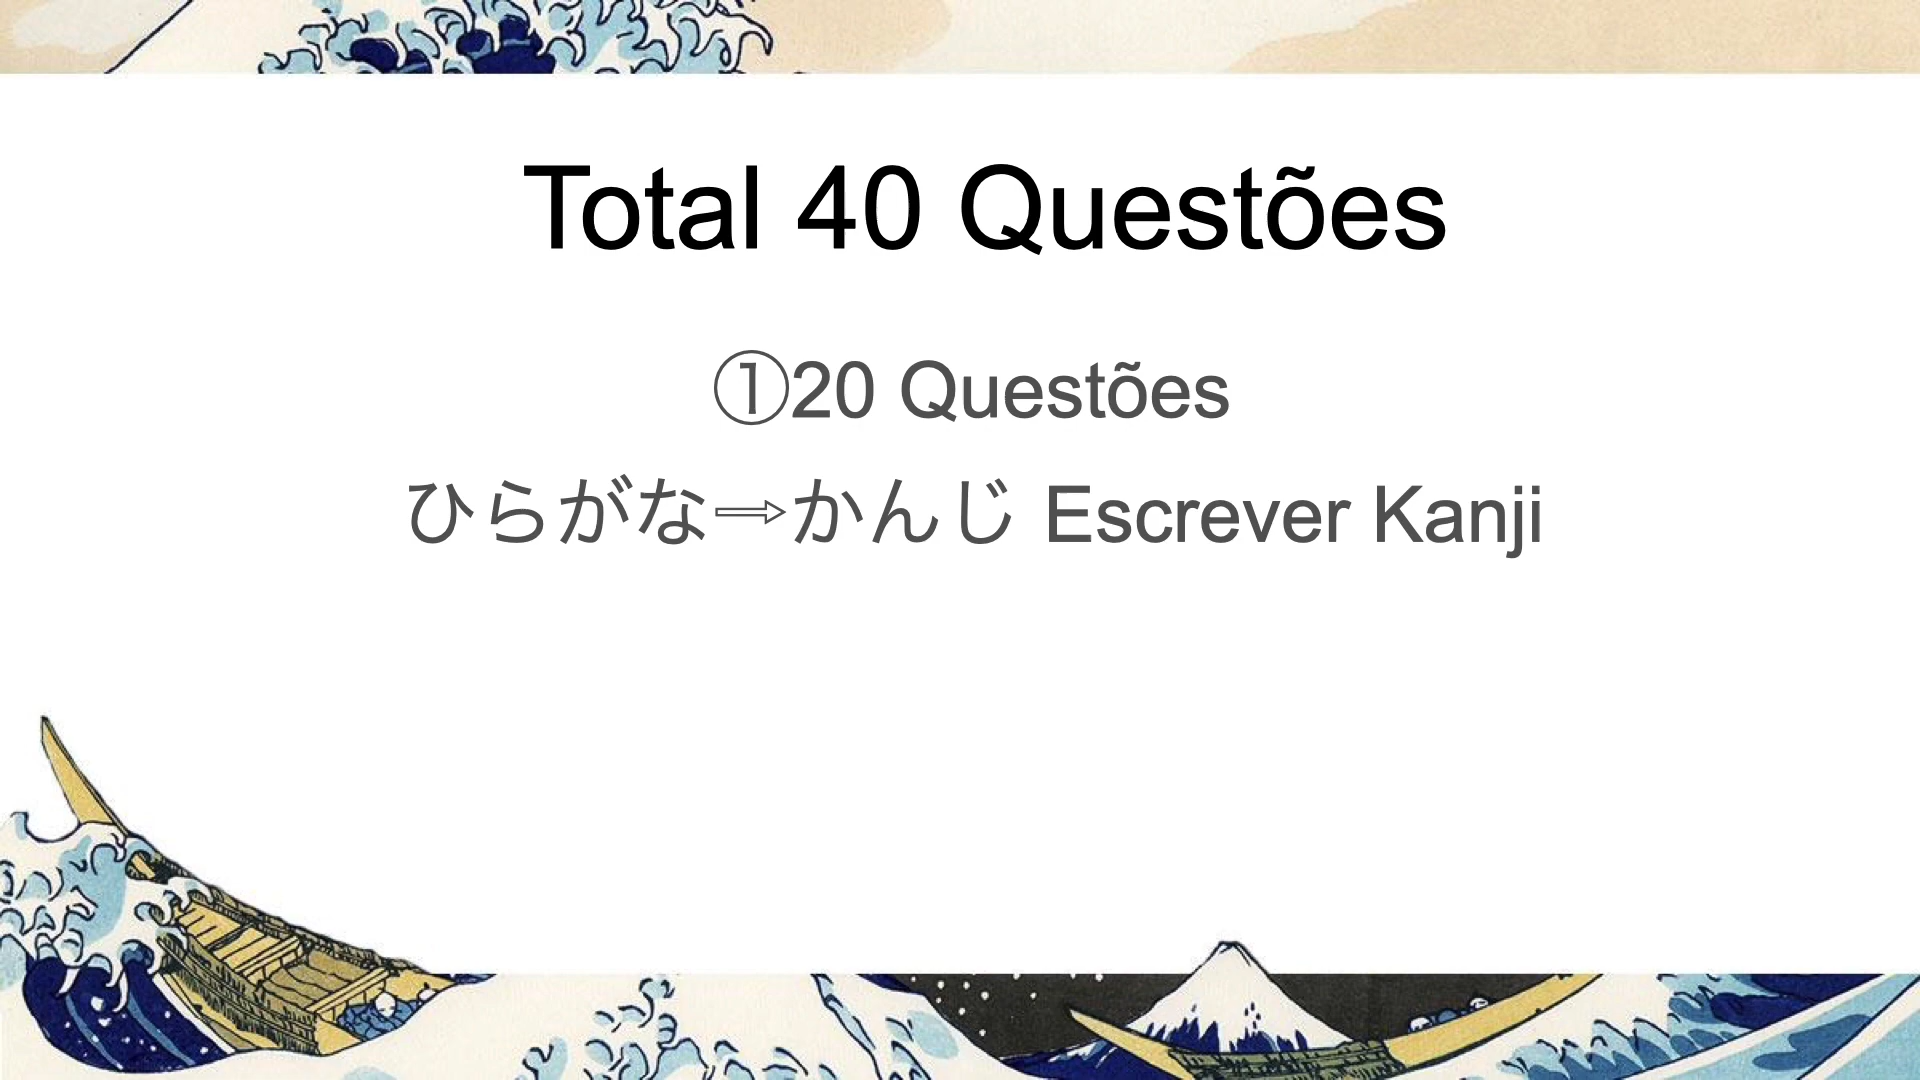 Total 40 Questões
①20 Questões
ひらがな⇨かんじ Escrever Kanji